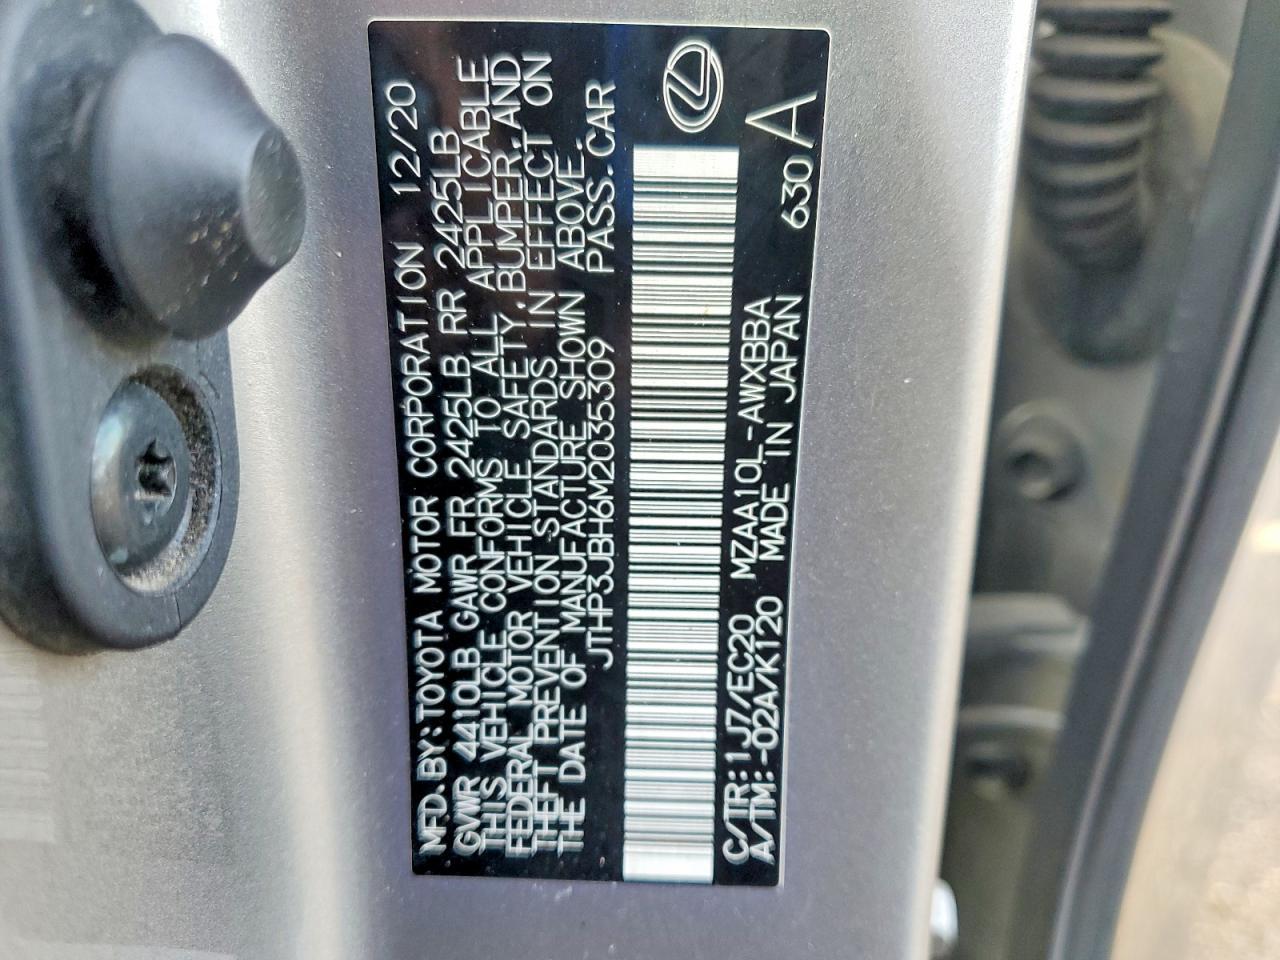 MFD.BY:TOYOTA MOTOR CORPORATION 12/20
GVWR 4410LB GAWR FR 2425LB RR 2425LB
THIS VEHICLE CONFORMS TO ALL APPLICABLE
FEDERAL MOTOR VEHICLE SAFETY,BUMPER,AND
THEFT PREVENTION STANDARDS IN EFFECT ON
THE DATE OF MANUFACTURE SHOWN ABOVE.
JTHP3JBH6M2035309 PASS.CAR
C/TR:1J7/EC20 MZAA10L-AWXBBA
A/TM:-02A/K120 MADE IN JAPAN 630A